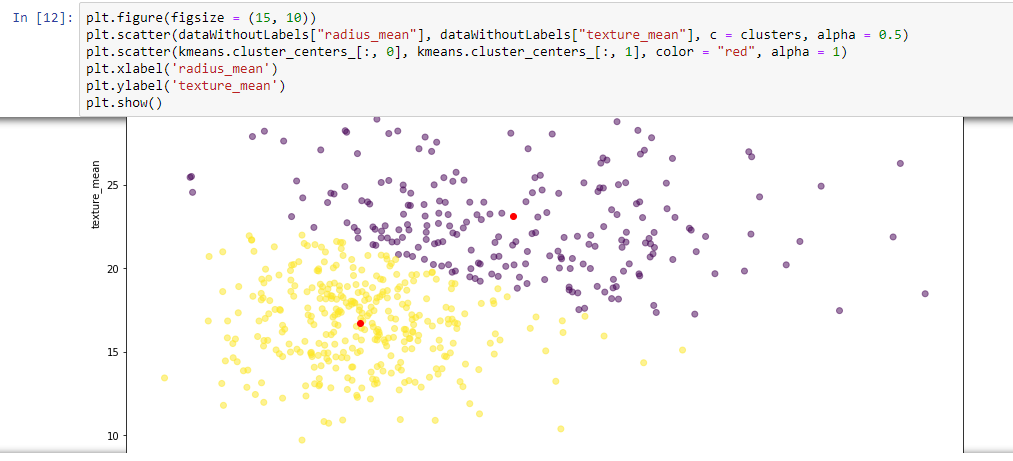 In [12]: plt.figure(figsize = (15, 10))
plt.scatter(dataWithoutLabels["radius_mean"], dataWithoutLabels["texture_mean"], c = clusters, alpha = 0.5)
plt.scatter(kmeans.cluster_centers_[:, 0], kmeans.cluster_centers_[:, 1], color = "red", alpha = 1)
plt.xlabel('radius_mean')
plt.ylabel('texture_mean')
plt.show()
texture_mean
25
20
15
10